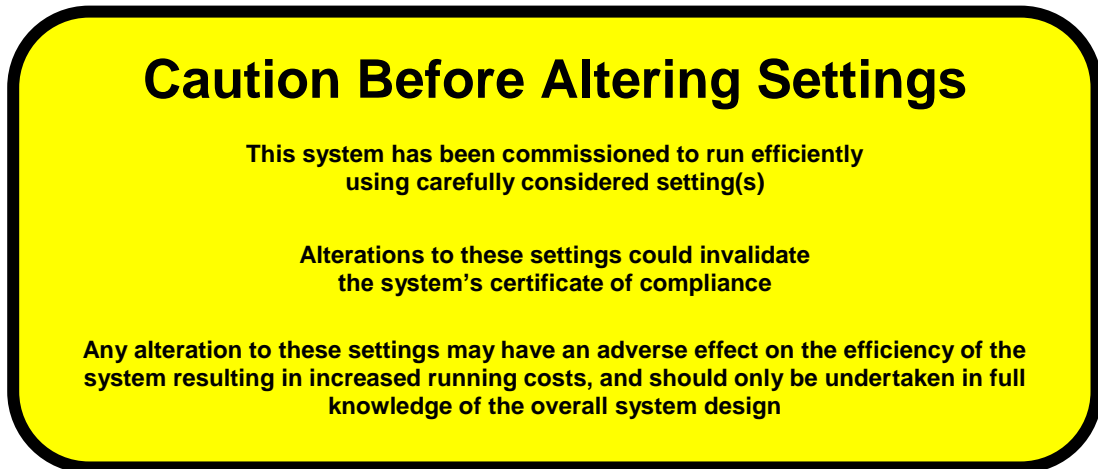 Caution Before Altering Settings
This system has been commissioned to run efficiently
using carefully considered setting(s)
Alterations to these settings could invalidate
the system’s certificate of compliance
Any alteration to these settings may have an adverse effect on the efficiency of the
system resulting in increased running costs, and should only be undertaken in full
knowledge of the overall system design